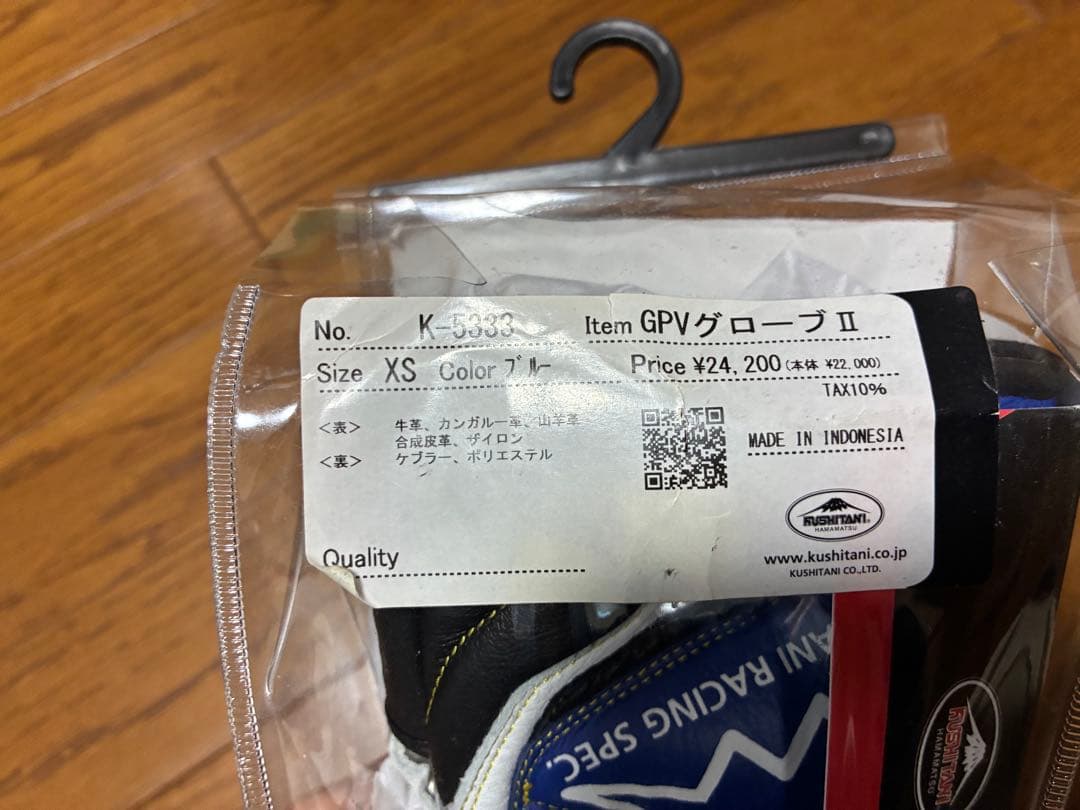 No. K-5333 Item GPVグローブⅡ
Size XS Color ブルー Price ¥24,200(本体 ¥22,000)
TAX10%
<表> 牛革、カンガルー革、山羊革
合成皮革、ザイロン
<裏> ケブラー、ポリエステル
MADE IN INDONESIA
KUSHITANI
HAMAMATSU
Quality
www.kushitani.co.jp
KUSHITANI CO.,LTD.
ANI RACING SPEC.
KUSHITANI
HAMAMATSU